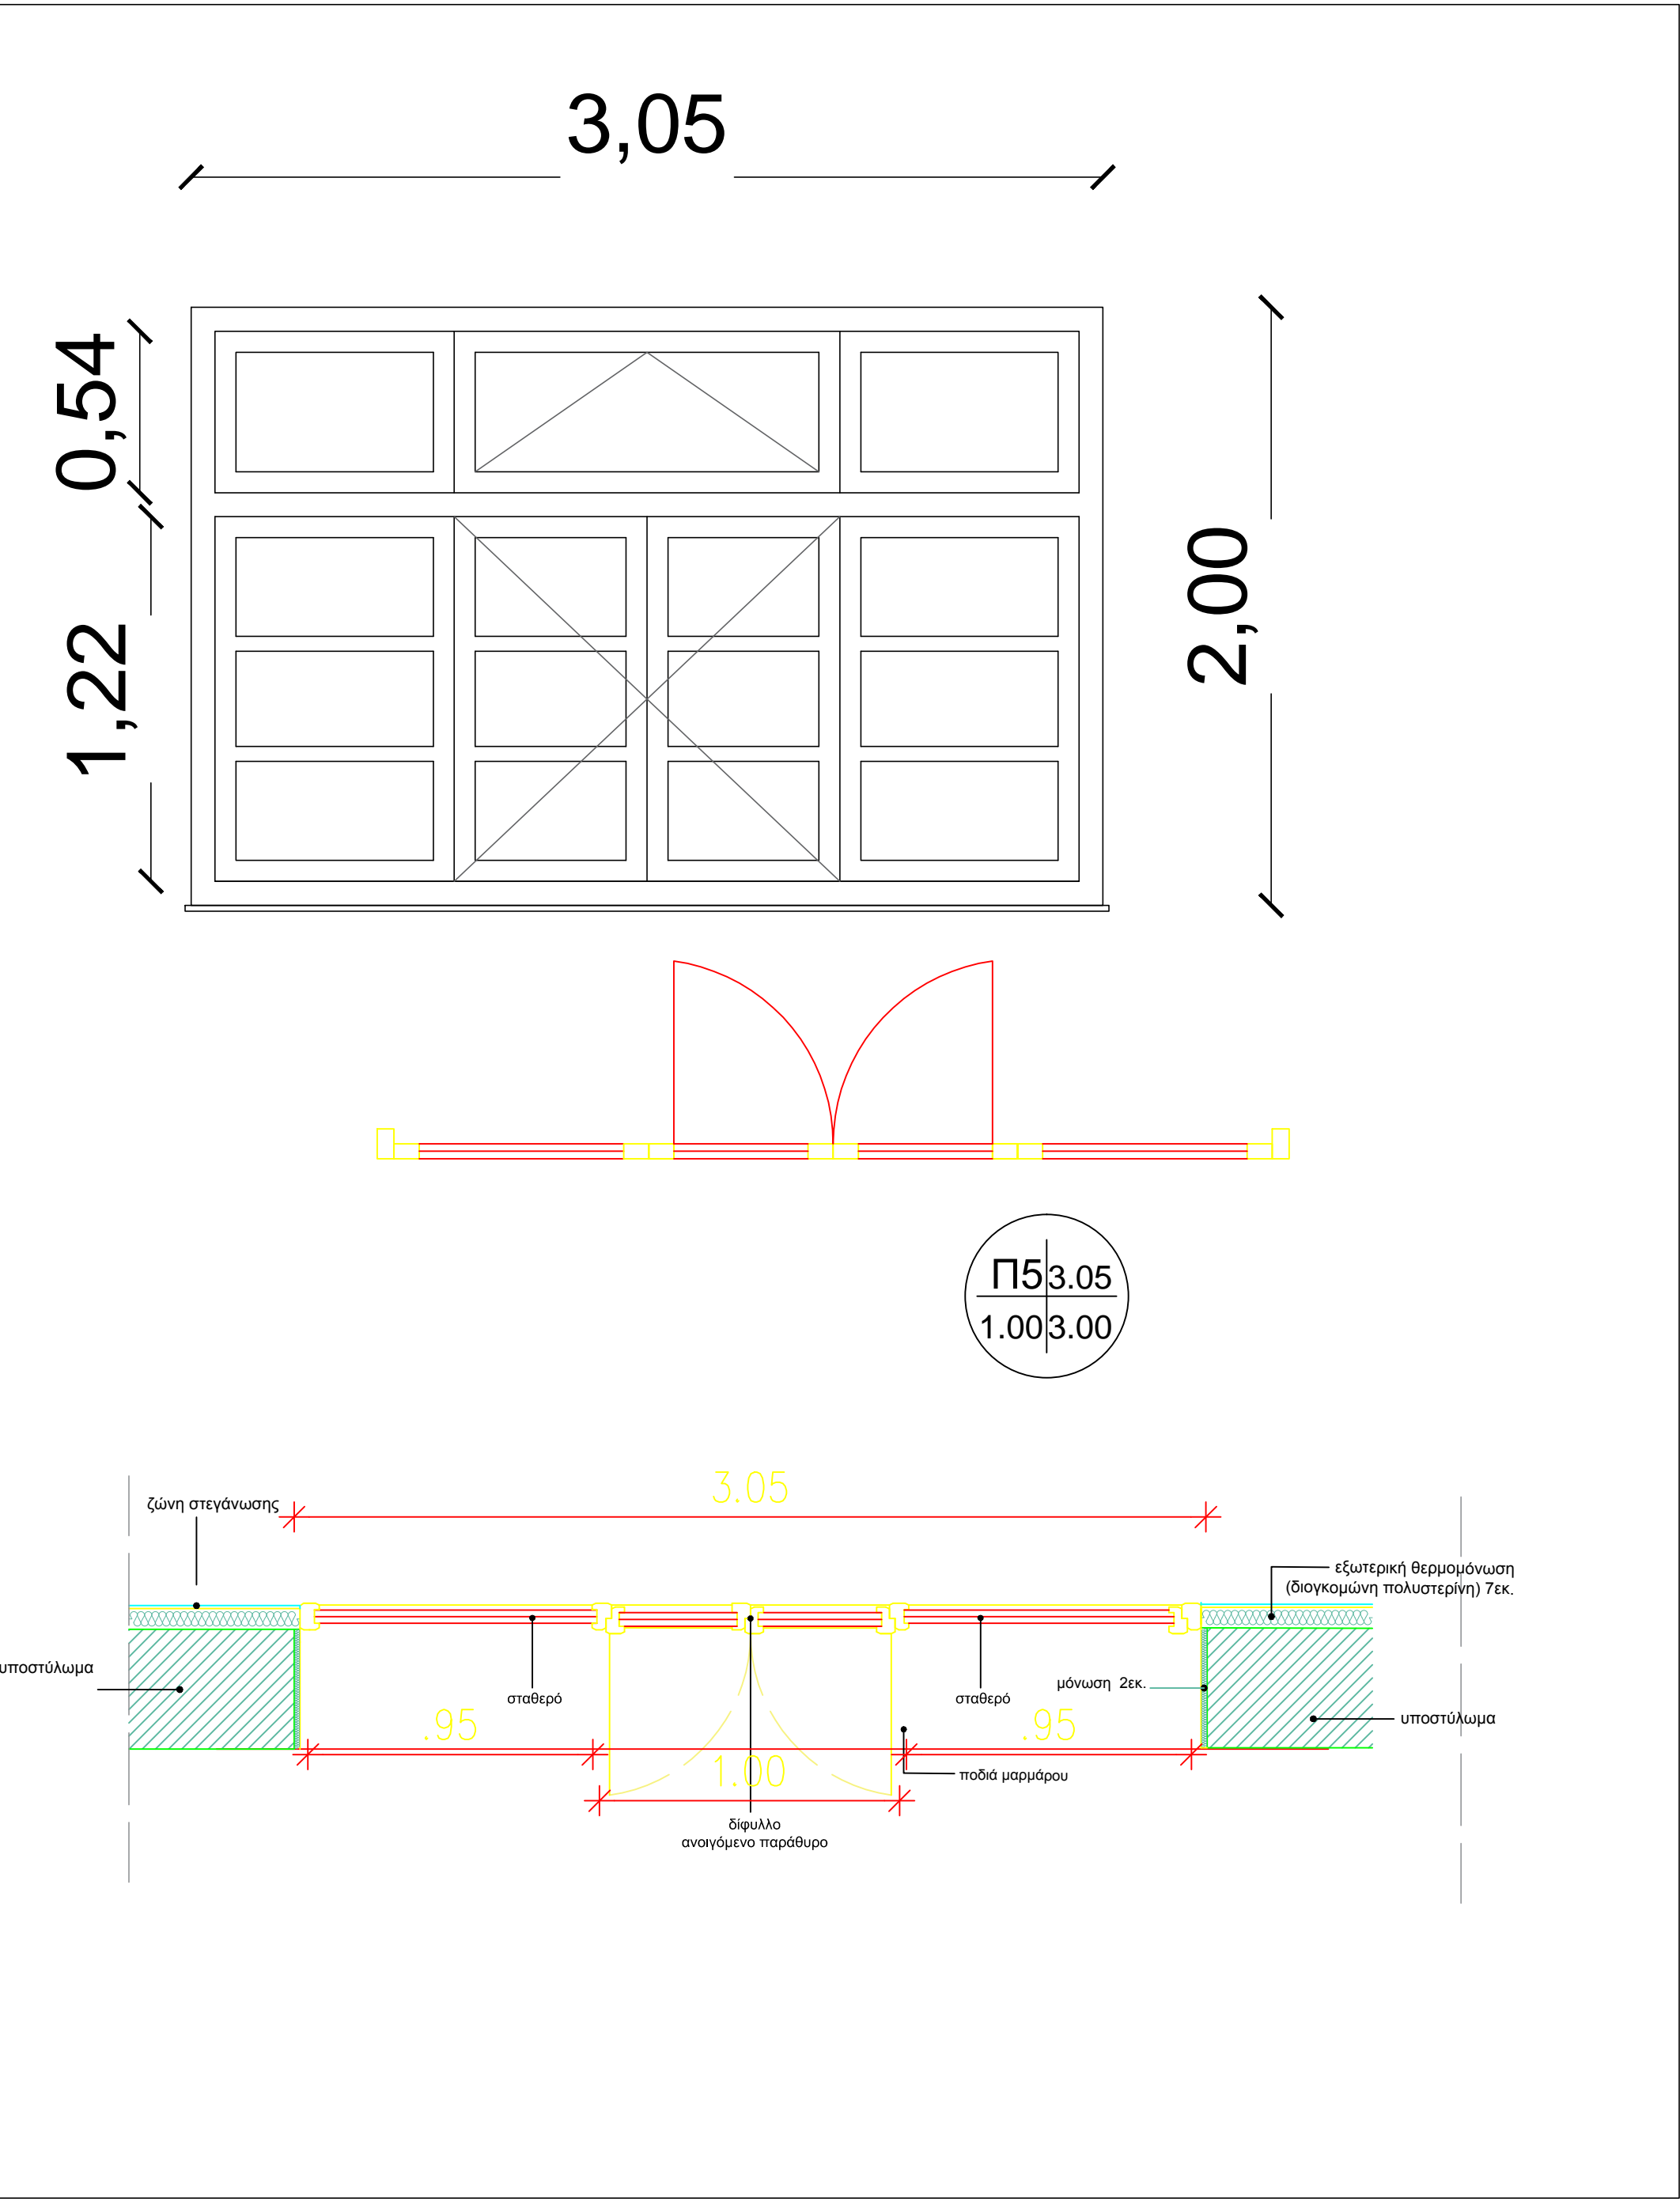 3,05
0,54
1,22
2,00
Π5 3.05
1.00 3.00
3.05
ζώνη στεγάνωσης
εξωτερική θερμομόνωση
(διογκομώνη πολυστερίνη) 7εκ.
υποστύλωμα
σταθερό
σταθερό
μόνωση 2εκ.
υποστύλωμα
.95
.95
1.00
ποδιά μαρμάρου
δίφυλλο
ανοιγόμενο παράθυρο